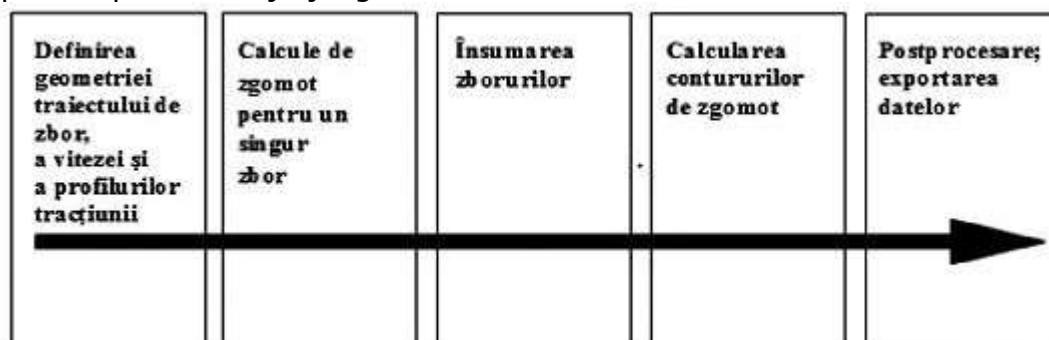 Definirea
geometriei
traiectului de
zbor,
a vitezei și
a profilurilor
tracțiunii
Calcule de
zgomot
pentru un
singur
zbor
Însumarea
zborurilor
Calcularea
contururilor
de zgomot
Postprocesare;
exportarea
datelor